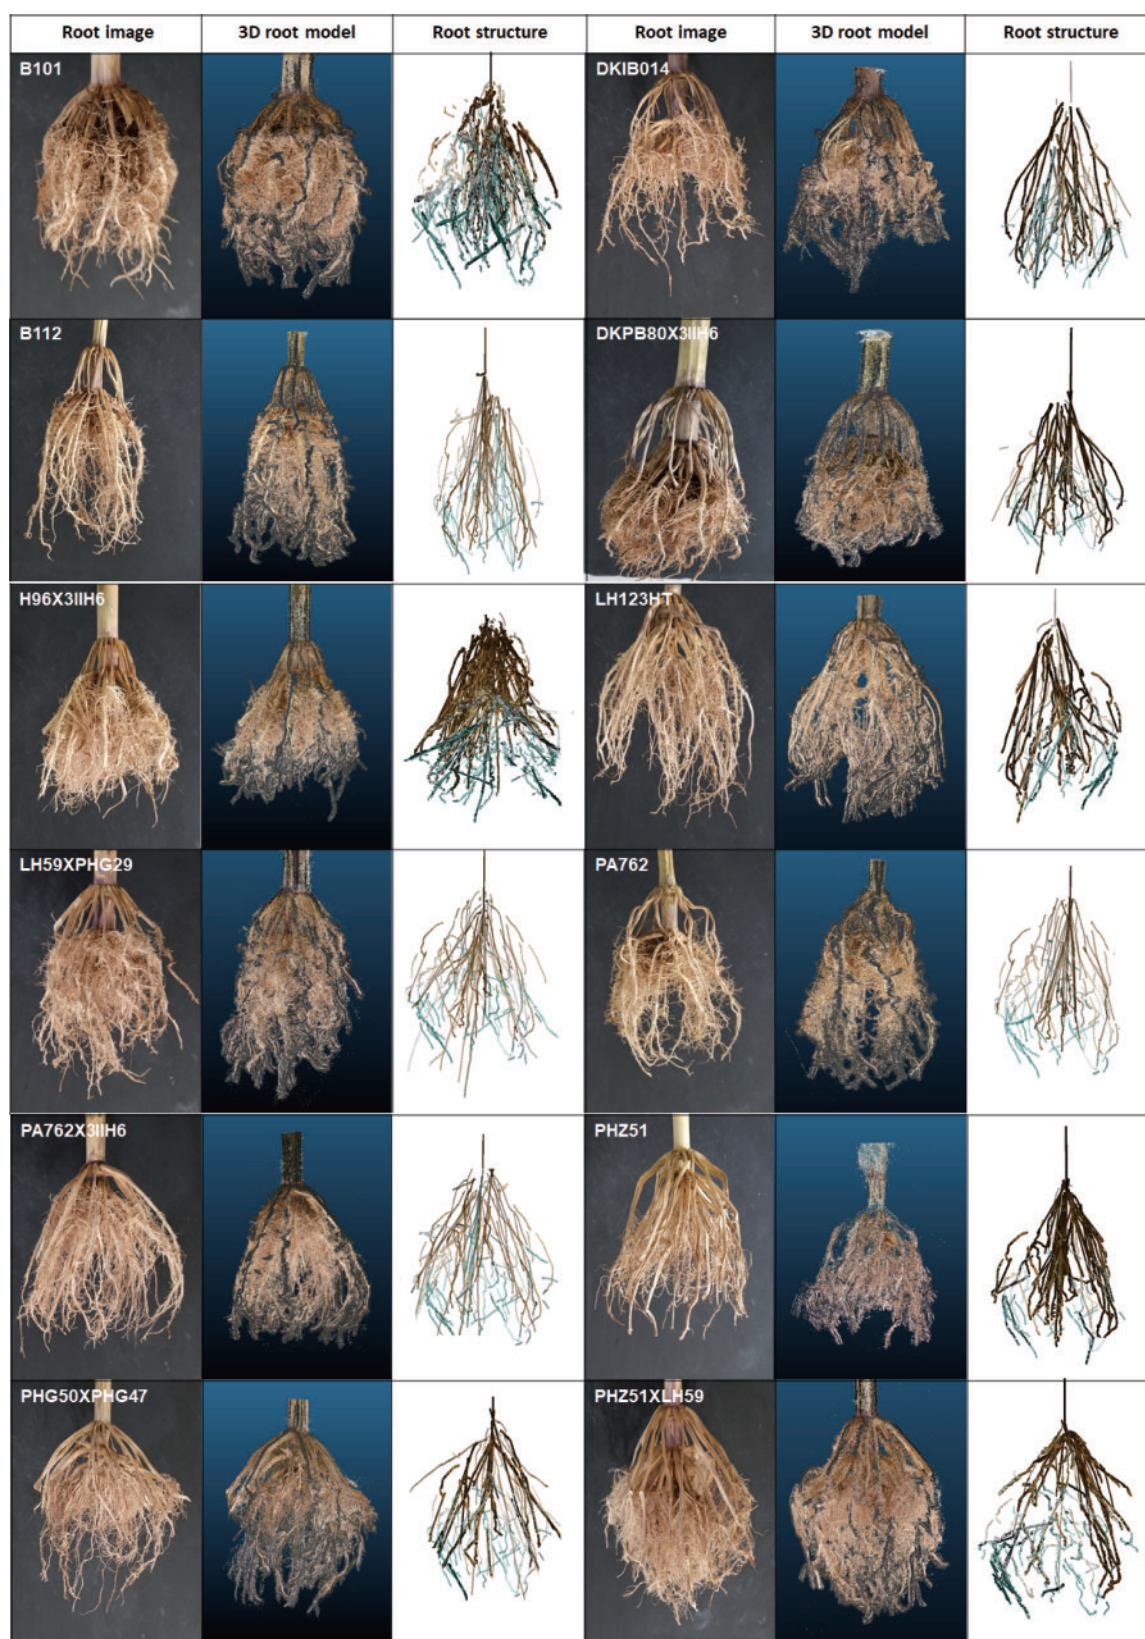 Root image 3D root model Root structure Root image 3D root model Root structure
B101 DKIB014
B112 DKPB80X3IIH6
H96X3IIH6 LH123HT
LH59XPHG29 PA762
PA762X3IIH6 PHZ51
PHG50XPHG47 PHZ51XLH59